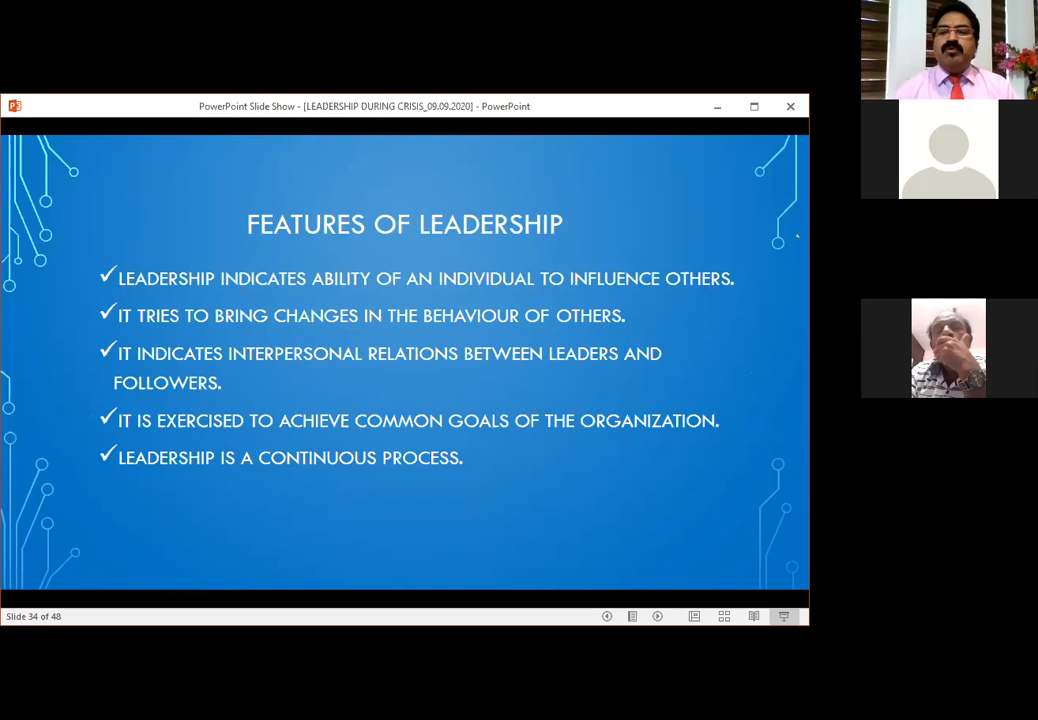 PowerPoint Slide Show - [LEADERSHIP DURING CRISIS_09.09.2020] - PowerPoint
FEATURES OF LEADERSHIP
✓LEADERSHIP INDICATES ABILITY OF AN INDIVIDUAL TO INFLUENCE OTHERS.
✓IT TRIES TO BRING CHANGES IN THE BEHAVIOUR OF OTHERS.
✓IT INDICATES INTERPERSONAL RELATIONS BETWEEN LEADERS AND
FOLLOWERS.
✓IT IS EXERCISED TO ACHIEVE COMMON GOALS OF THE ORGANIZATION.
✓LEADERSHIP IS A CONTINUOUS PROCESS.
Slide 34 of 48